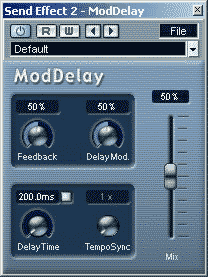 Send Effect 2 - ModDelay
R W File
Default
ModDelay
50% 50% 50%
Feedback DelayMod.
200.0ms 1 x
DelayTime TempoSync
Mix